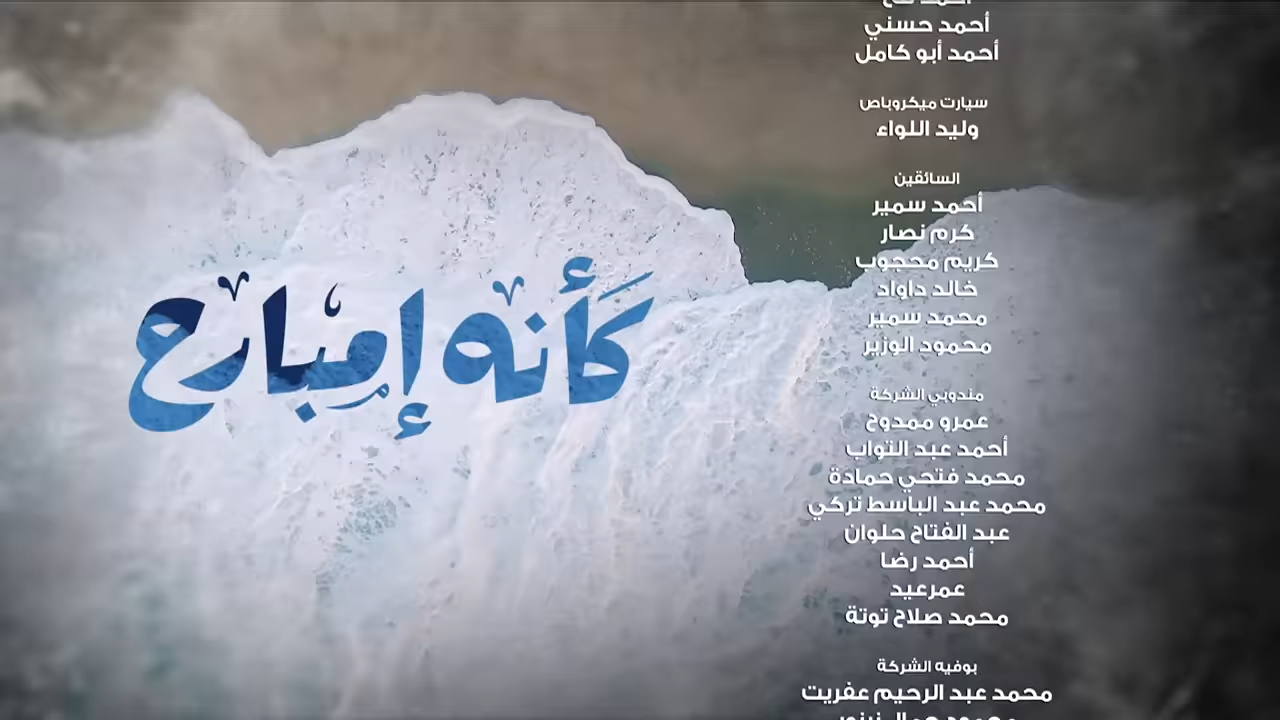 كأنه إمبارح
أحمد حسني
أحمد أبو كامل
سيارت ميكروباص
وليد اللواء
السائقين
أحمد سمير
كرم نصار
كريم محجوب
خالد داواد
محمد سمير
محمود الوزير
مندوبي الشركة
عمرو ممدوح
أحمد عبد التواب
محمد فتحي حمادة
محمد عبد الباسط تركي
عبد الفتاح حلوان
أحمد رضا
عمرعيد
محمد صلاح توتة
بوفيه الشركة
محمد عبد الرحيم عفريت